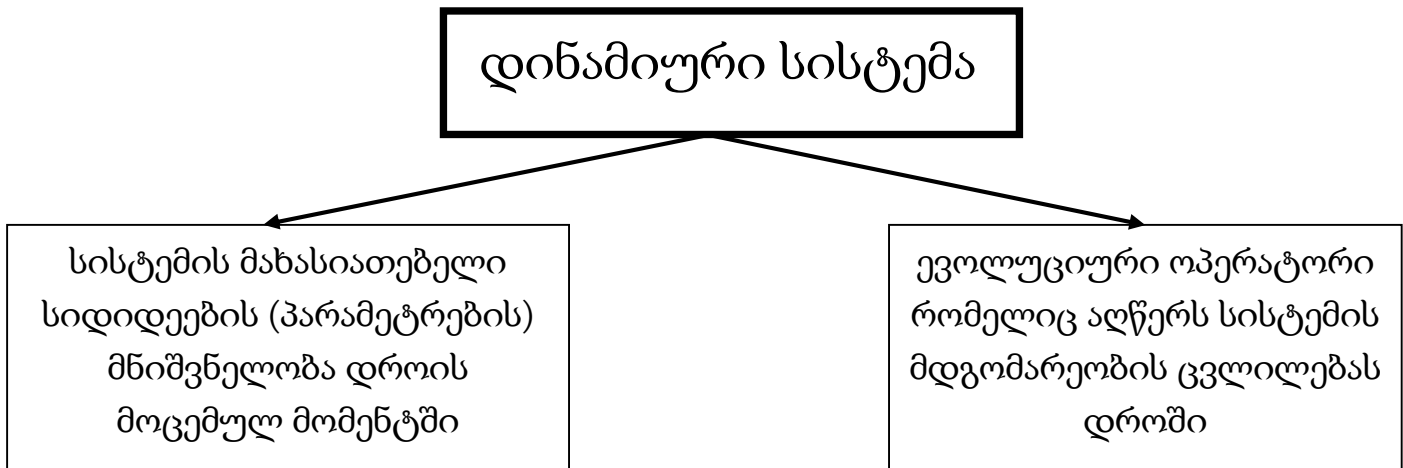 დინამიური სისტემა
სისტემის მახასიათებელი
სიდიდეების (პარამეტრების)
მნიშვნელობა დროის
მოცემულ მომენტში
ევოლუციური ოპერატორი
რომელიც აღწერს სისტემის
მდგომარეობის ცვლილებას
დროში